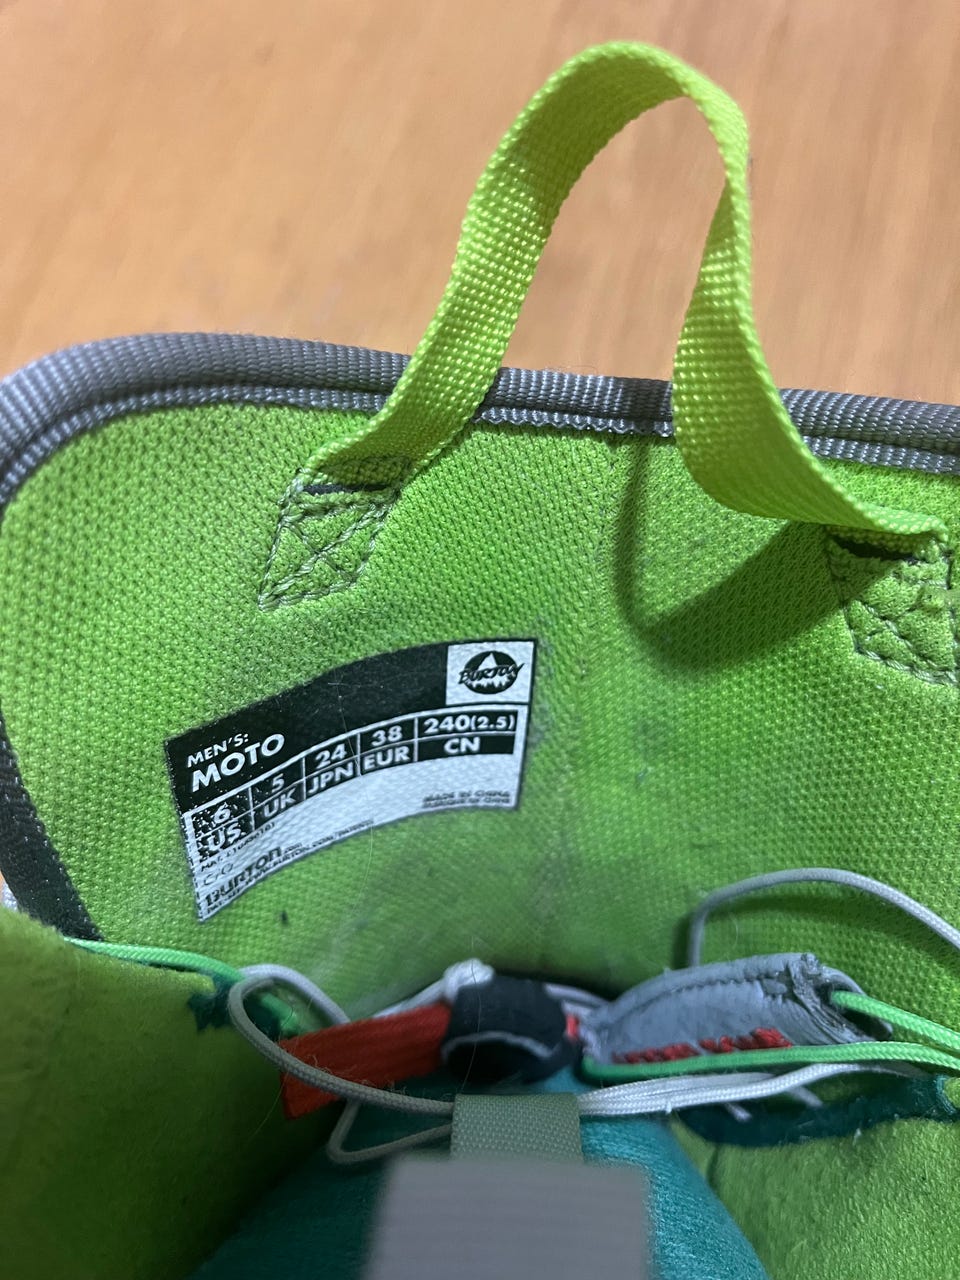 BURTON
MEN'S:
MOTO
6 5 24 38 240(2.5)
US UK JPN EUR CN
MADE IN CHINA
BURTON.com